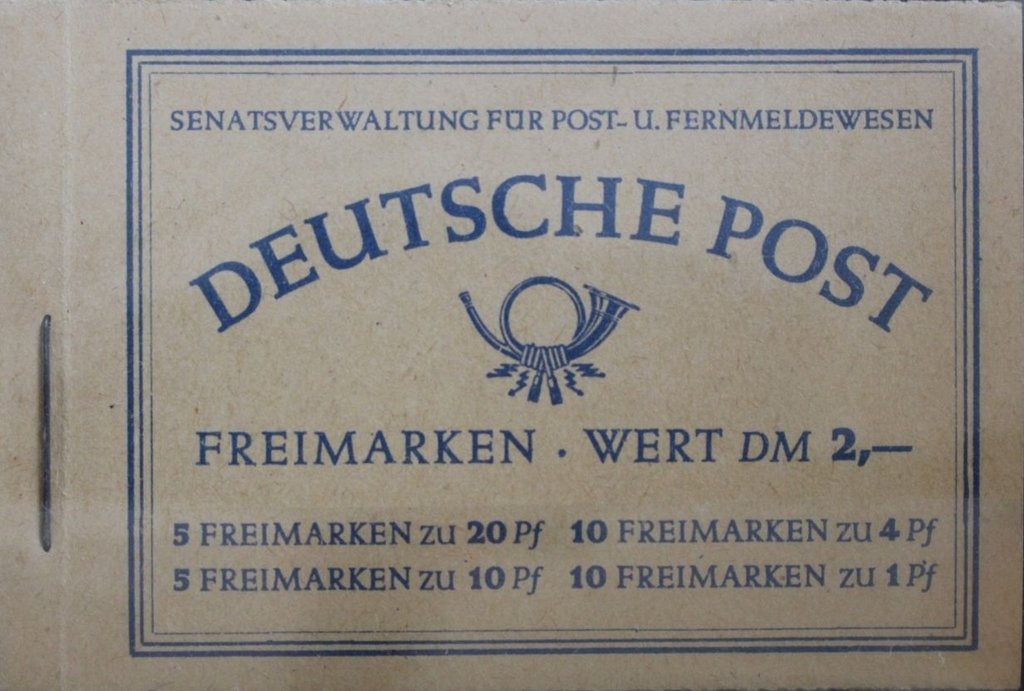 SENATSVERWALTUNG FÜR POST- U. FERNMELDEWESEN
DEUTSCHE POST
FREIMARKEN · WERT DM 2,—
5 FREIMARKEN ZU 20 Pf 10 FREIMARKEN ZU 4 Pf
5 FREIMARKEN ZU 10 Pf 10 FREIMARKEN ZU 1 Pf